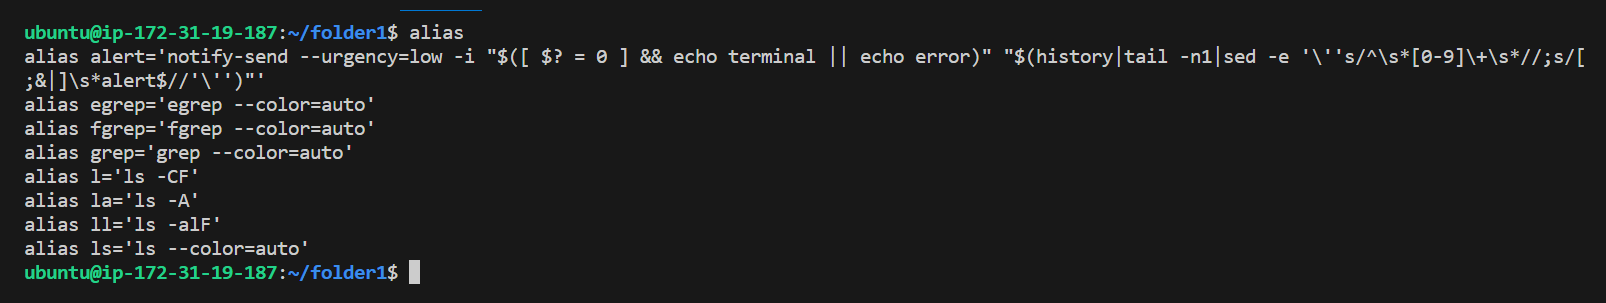 ubuntu@ip-172-31-19-187:~/folder1$ alias
alias alert='notify-send --urgency=low -i "$([ $? = 0 ] && echo terminal || echo error)" "$(history|tail -n1|sed -e '\''s/^\s*[0-9]\+\s*//;s/[
;&|]\s*alert$//'\'')"'
alias egrep='egrep --color=auto'
alias fgrep='fgrep --color=auto'
alias grep='grep --color=auto'
alias l='ls -CF'
alias la='ls -A'
alias ll='ls -alF'
alias ls='ls --color=auto'
ubuntu@ip-172-31-19-187:~/folder1$